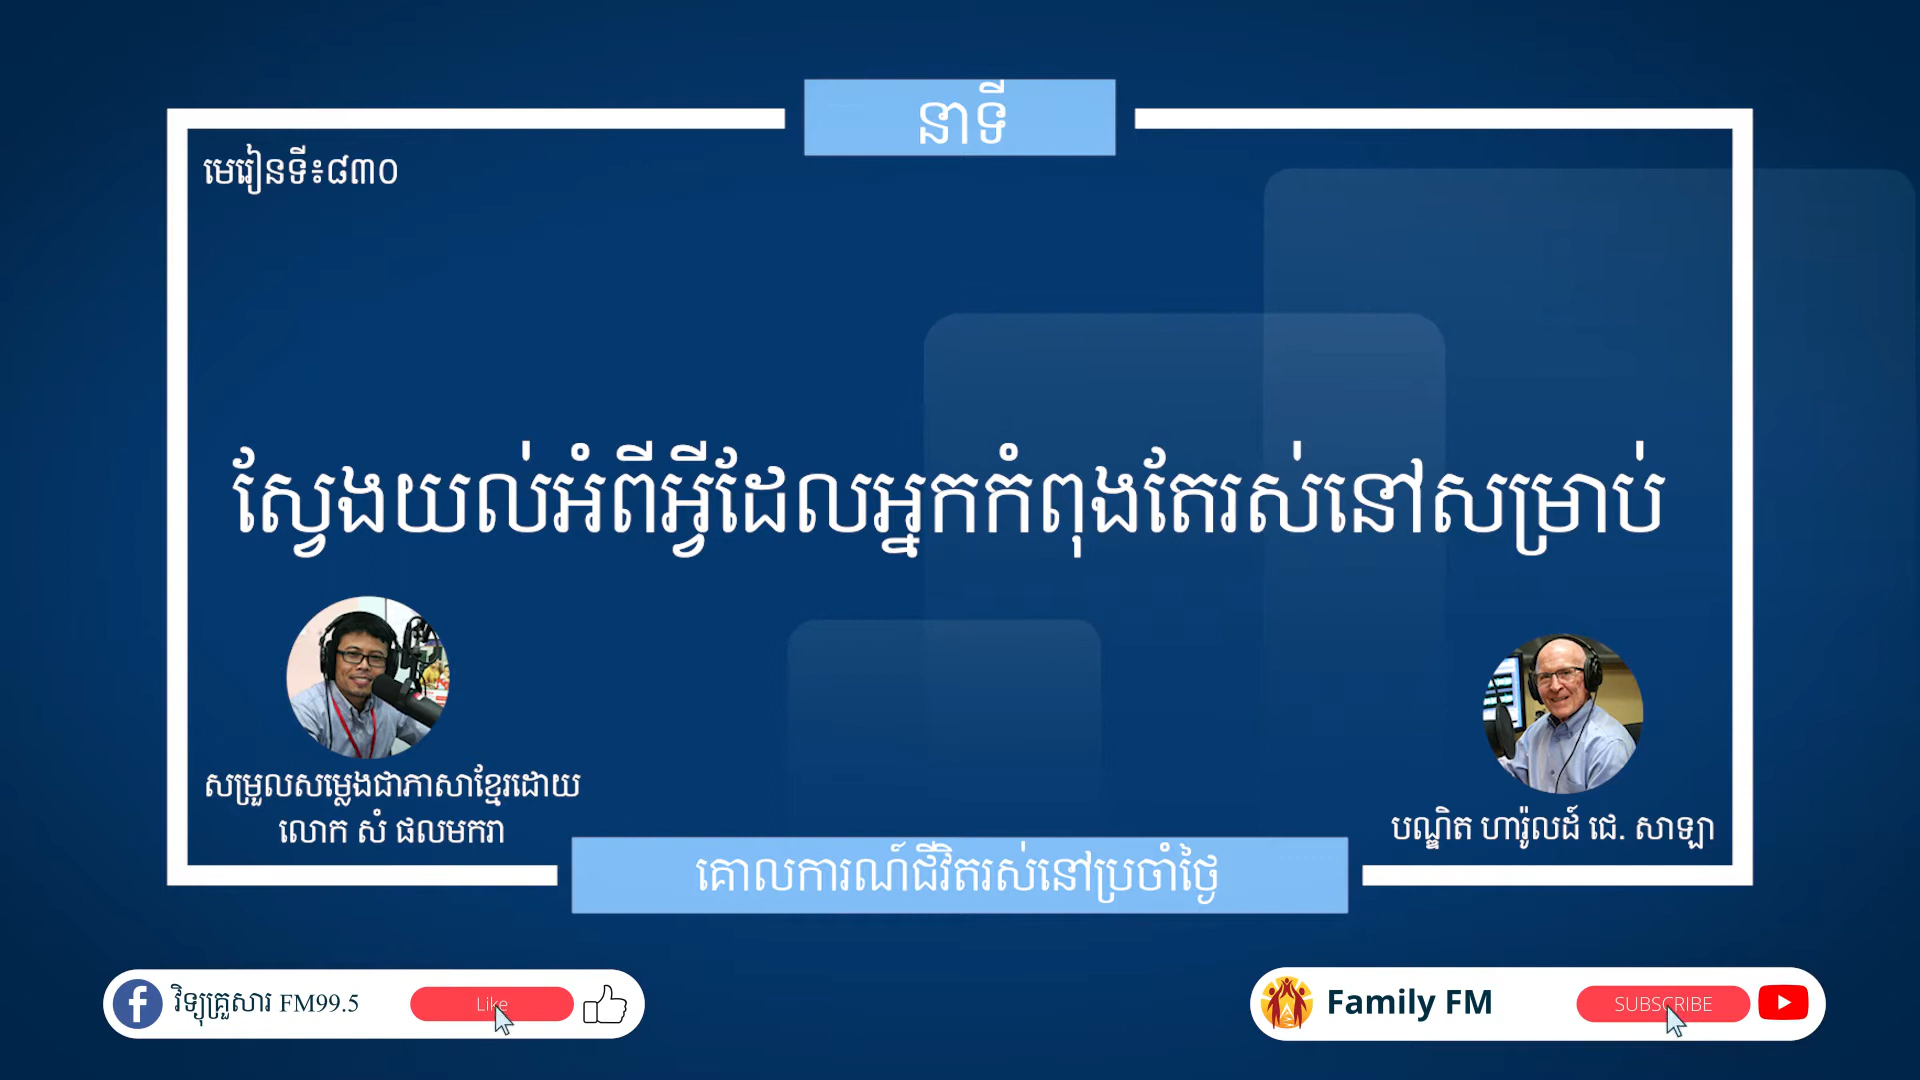 នាទី
មេរៀនទី៖៨៣០
ស្វែងយល់អំពីអ្វីដែលអ្នកកំពុងតែរស់នៅសម្រាប់
សម្រួលសម្លេងជាភាសាខ្មែរដោយ
លោក សំ ផលមករា
បណ្ឌិត ហារ៉ូលដ៍ ជេ. សាឡា
គោលការណ៍ជីវិតរស់នៅប្រចាំថ្ងៃ
វិទ្យុគ្រួសារ FM99.5
Like
Family FM
SUBSCRIBE